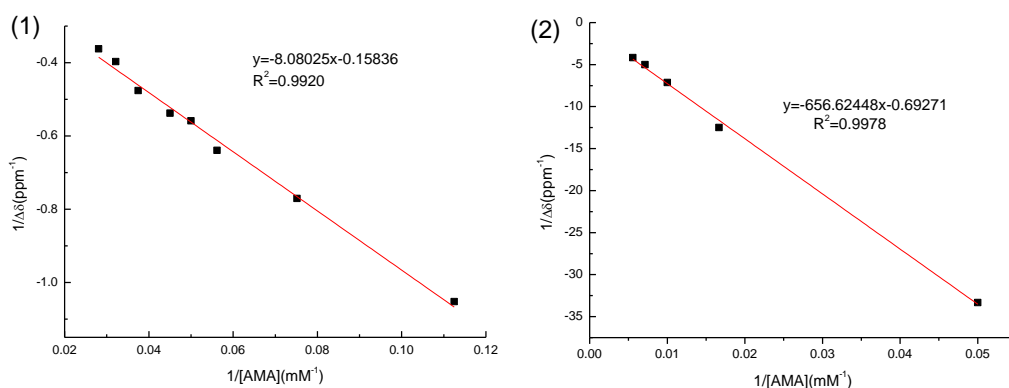 (1)
y=-8.08025x-0.15836
R²=0.9920
-0.4
-0.6
-0.8
-1.0
1/Δδ(ppm⁻¹)
0.02 0.04 0.06 0.08 0.10 0.12
1/[AMA](mM⁻¹)
(2)
y=-656.62448x-0.69271
R²=0.9978
0
-5
-10
-15
-20
-25
-30
-35
1/Δδ(ppm⁻¹)
0.00 0.01 0.02 0.03 0.04 0.05
1/[AMA](mM⁻¹)